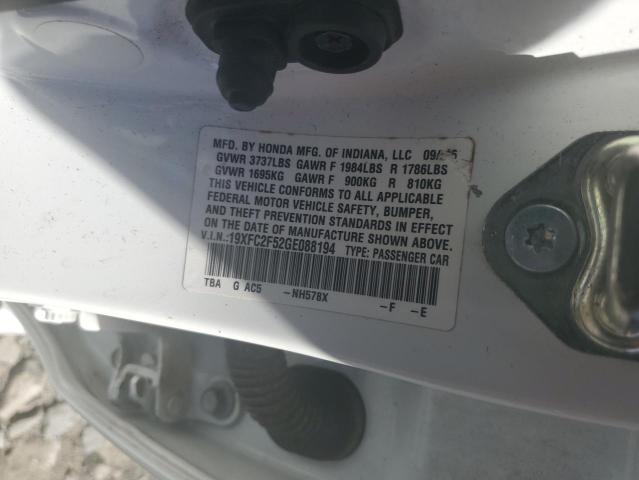 MFD. BY HONDA MFG. OF INDIANA, LLC
GVWR 3737LBS GAWR F 1984LBS R 1786LBS
GVWR 1695KG GAWR F 900KG R 810KG
THIS VEHICLE CONFORMS TO ALL APPLICABLE
FEDERAL MOTOR VEHICLE SAFETY, BUMPER,
AND THEFT PREVENTION STANDARDS IN EFFECT
ON THE DATE OF MANUFACTURE SHOWN ABOVE.
V.I.N.:19XFC2F52GE088194 TYPE: PASSENGER CAR
TBA G AC5 -NH578X -F -E